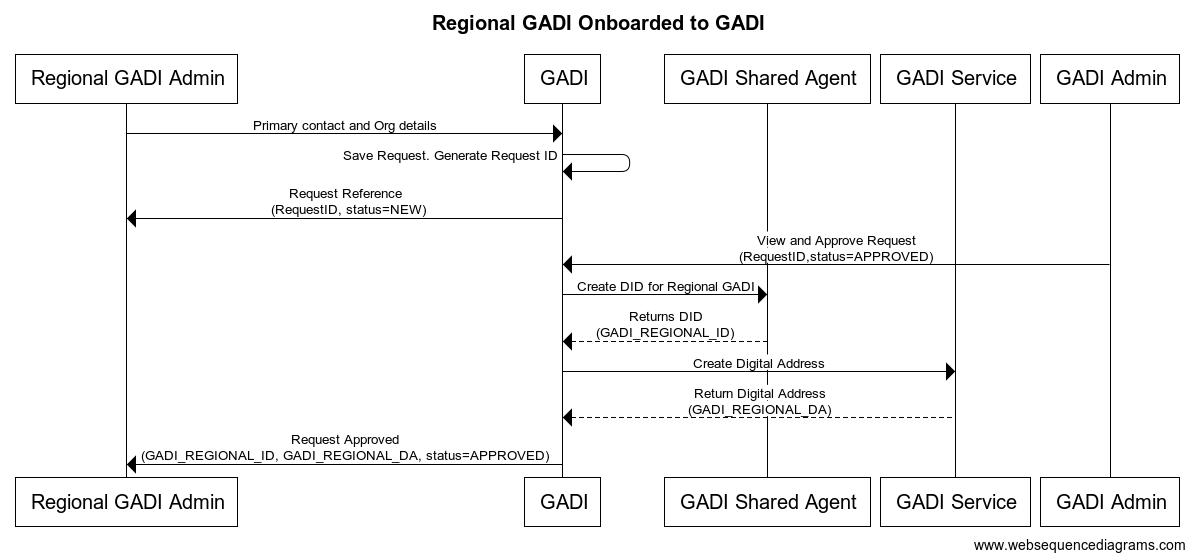 Regional GADI Onboarded to GADI
Regional GADI Admin
GADI
GADI Shared Agent
GADI Service
GADI Admin
Primary contact and Org details
Save Request. Generate Request ID
Request Reference
(RequestID, status=NEW)
View and Approve Request
(RequestID,status=APPROVED)
Create DID for Regional GADI
Returns DID
(GADI_REGIONAL_ID)
Create Digital Address
Return Digital Address
(GADI_REGIONAL_DA)
Request Approved
(GADI_REGIONAL_ID, GADI_REGIONAL_DA, status=APPROVED)
Regional GADI Admin
GADI
GADI Shared Agent
GADI Service
GADI Admin
www.websequencediagrams.com